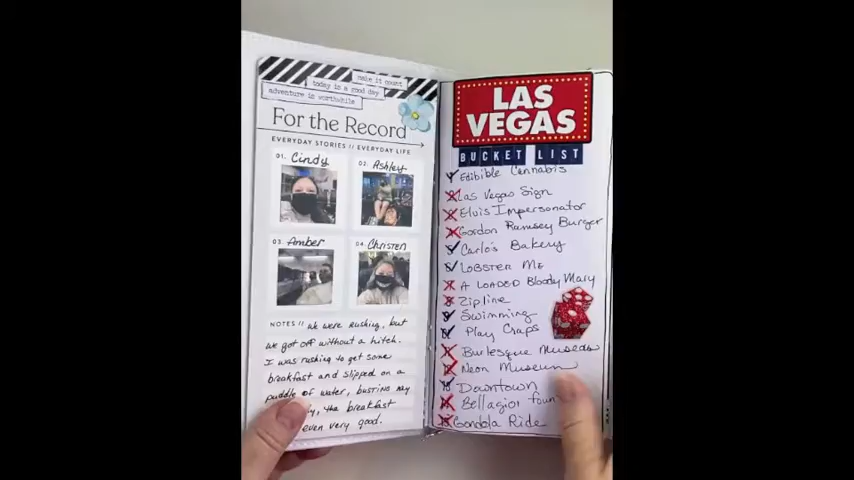 make it count
today is a good day
adventure is worthwhile
For the Record
EVERYDAY STORIES // EVERYDAY LIFE
01. Cindy
02. Ashley
03. Amber
04. Christen
NOTES // We were rushing, but
we got off without a hitch.
I was rushing to get some
breakfast and slipped on a
puddle of water, busting my
the breakfast
even very good.
LAS
VEGAS
BUCKET LIST
Edibible Cannabis
Las Vegas Sign
Elvis Impersonator
Gordon Ramsey Burger
Carlo's Bakery
LOBSTER ME
A LOADED Bloody Mary
Zipline
Swimming
Play Craps
Burlesque Museum
Neon Museum
Downtown
Bellagio
Gondola Ride